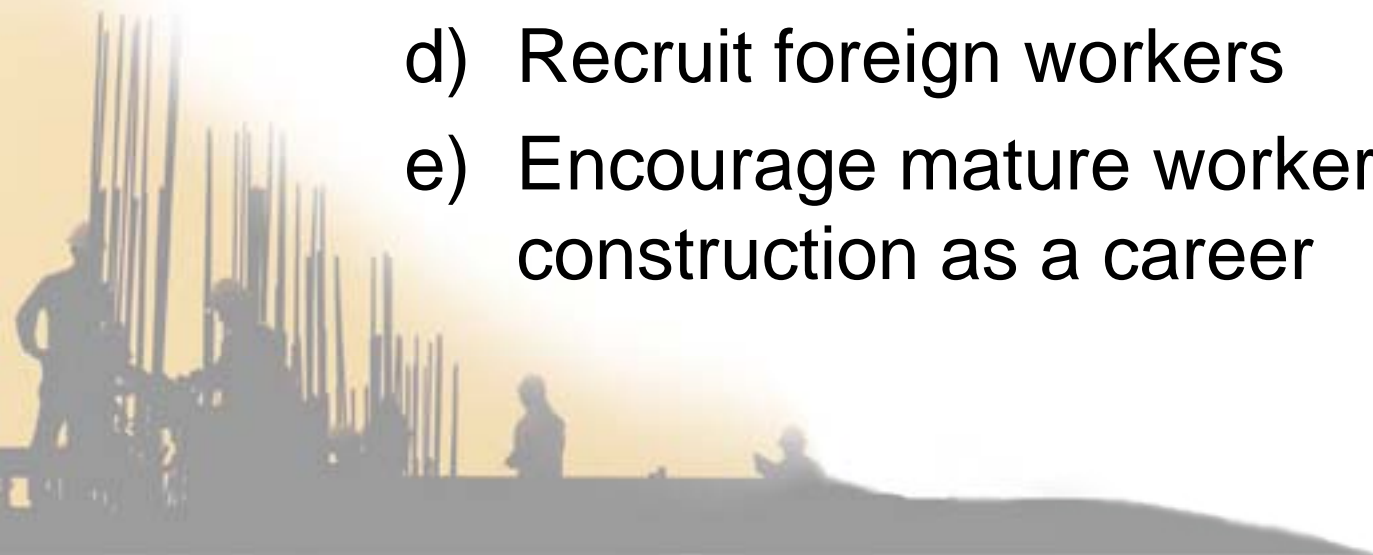 d) Recruit foreign workers
e) Encourage mature worker
construction as a career